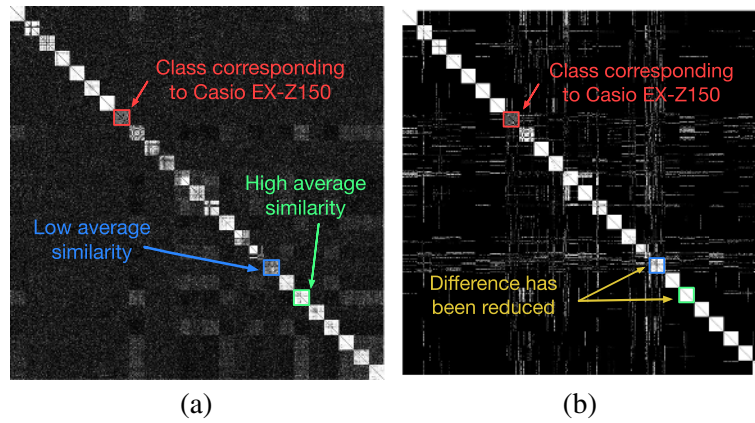 Class corresponding
to Casio EX-Z150
High average
similarity
Low average
similarity
(a)
Class corresponding
to Casio EX-Z150
Difference has
been reduced
(b)